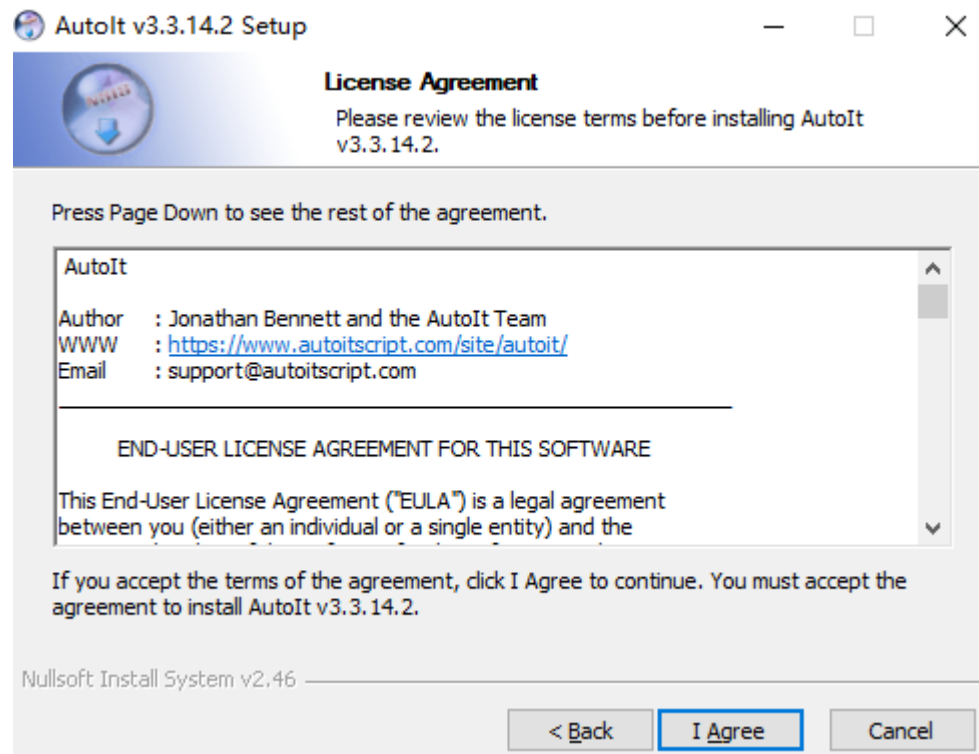 AutoIt v3.3.14.2 Setup
NSIS
License Agreement
Please review the license terms before installing AutoIt
v3.3.14.2.
Press Page Down to see the rest of the agreement.
AutoIt
Author : Jonathan Bennett and the AutoIt Team
WWW : https://www.autoitscript.com/site/autoit/
Email : support@autoitscript.com
END-USER LICENSE AGREEMENT FOR THIS SOFTWARE
This End-User License Agreement ("EULA") is a legal agreement
between you (either an individual or a single entity) and the
If you accept the terms of the agreement, click I Agree to continue. You must accept the
agreement to install AutoIt v3.3.14.2.
Nullsoft Install System v2.46
< Back I Agree Cancel